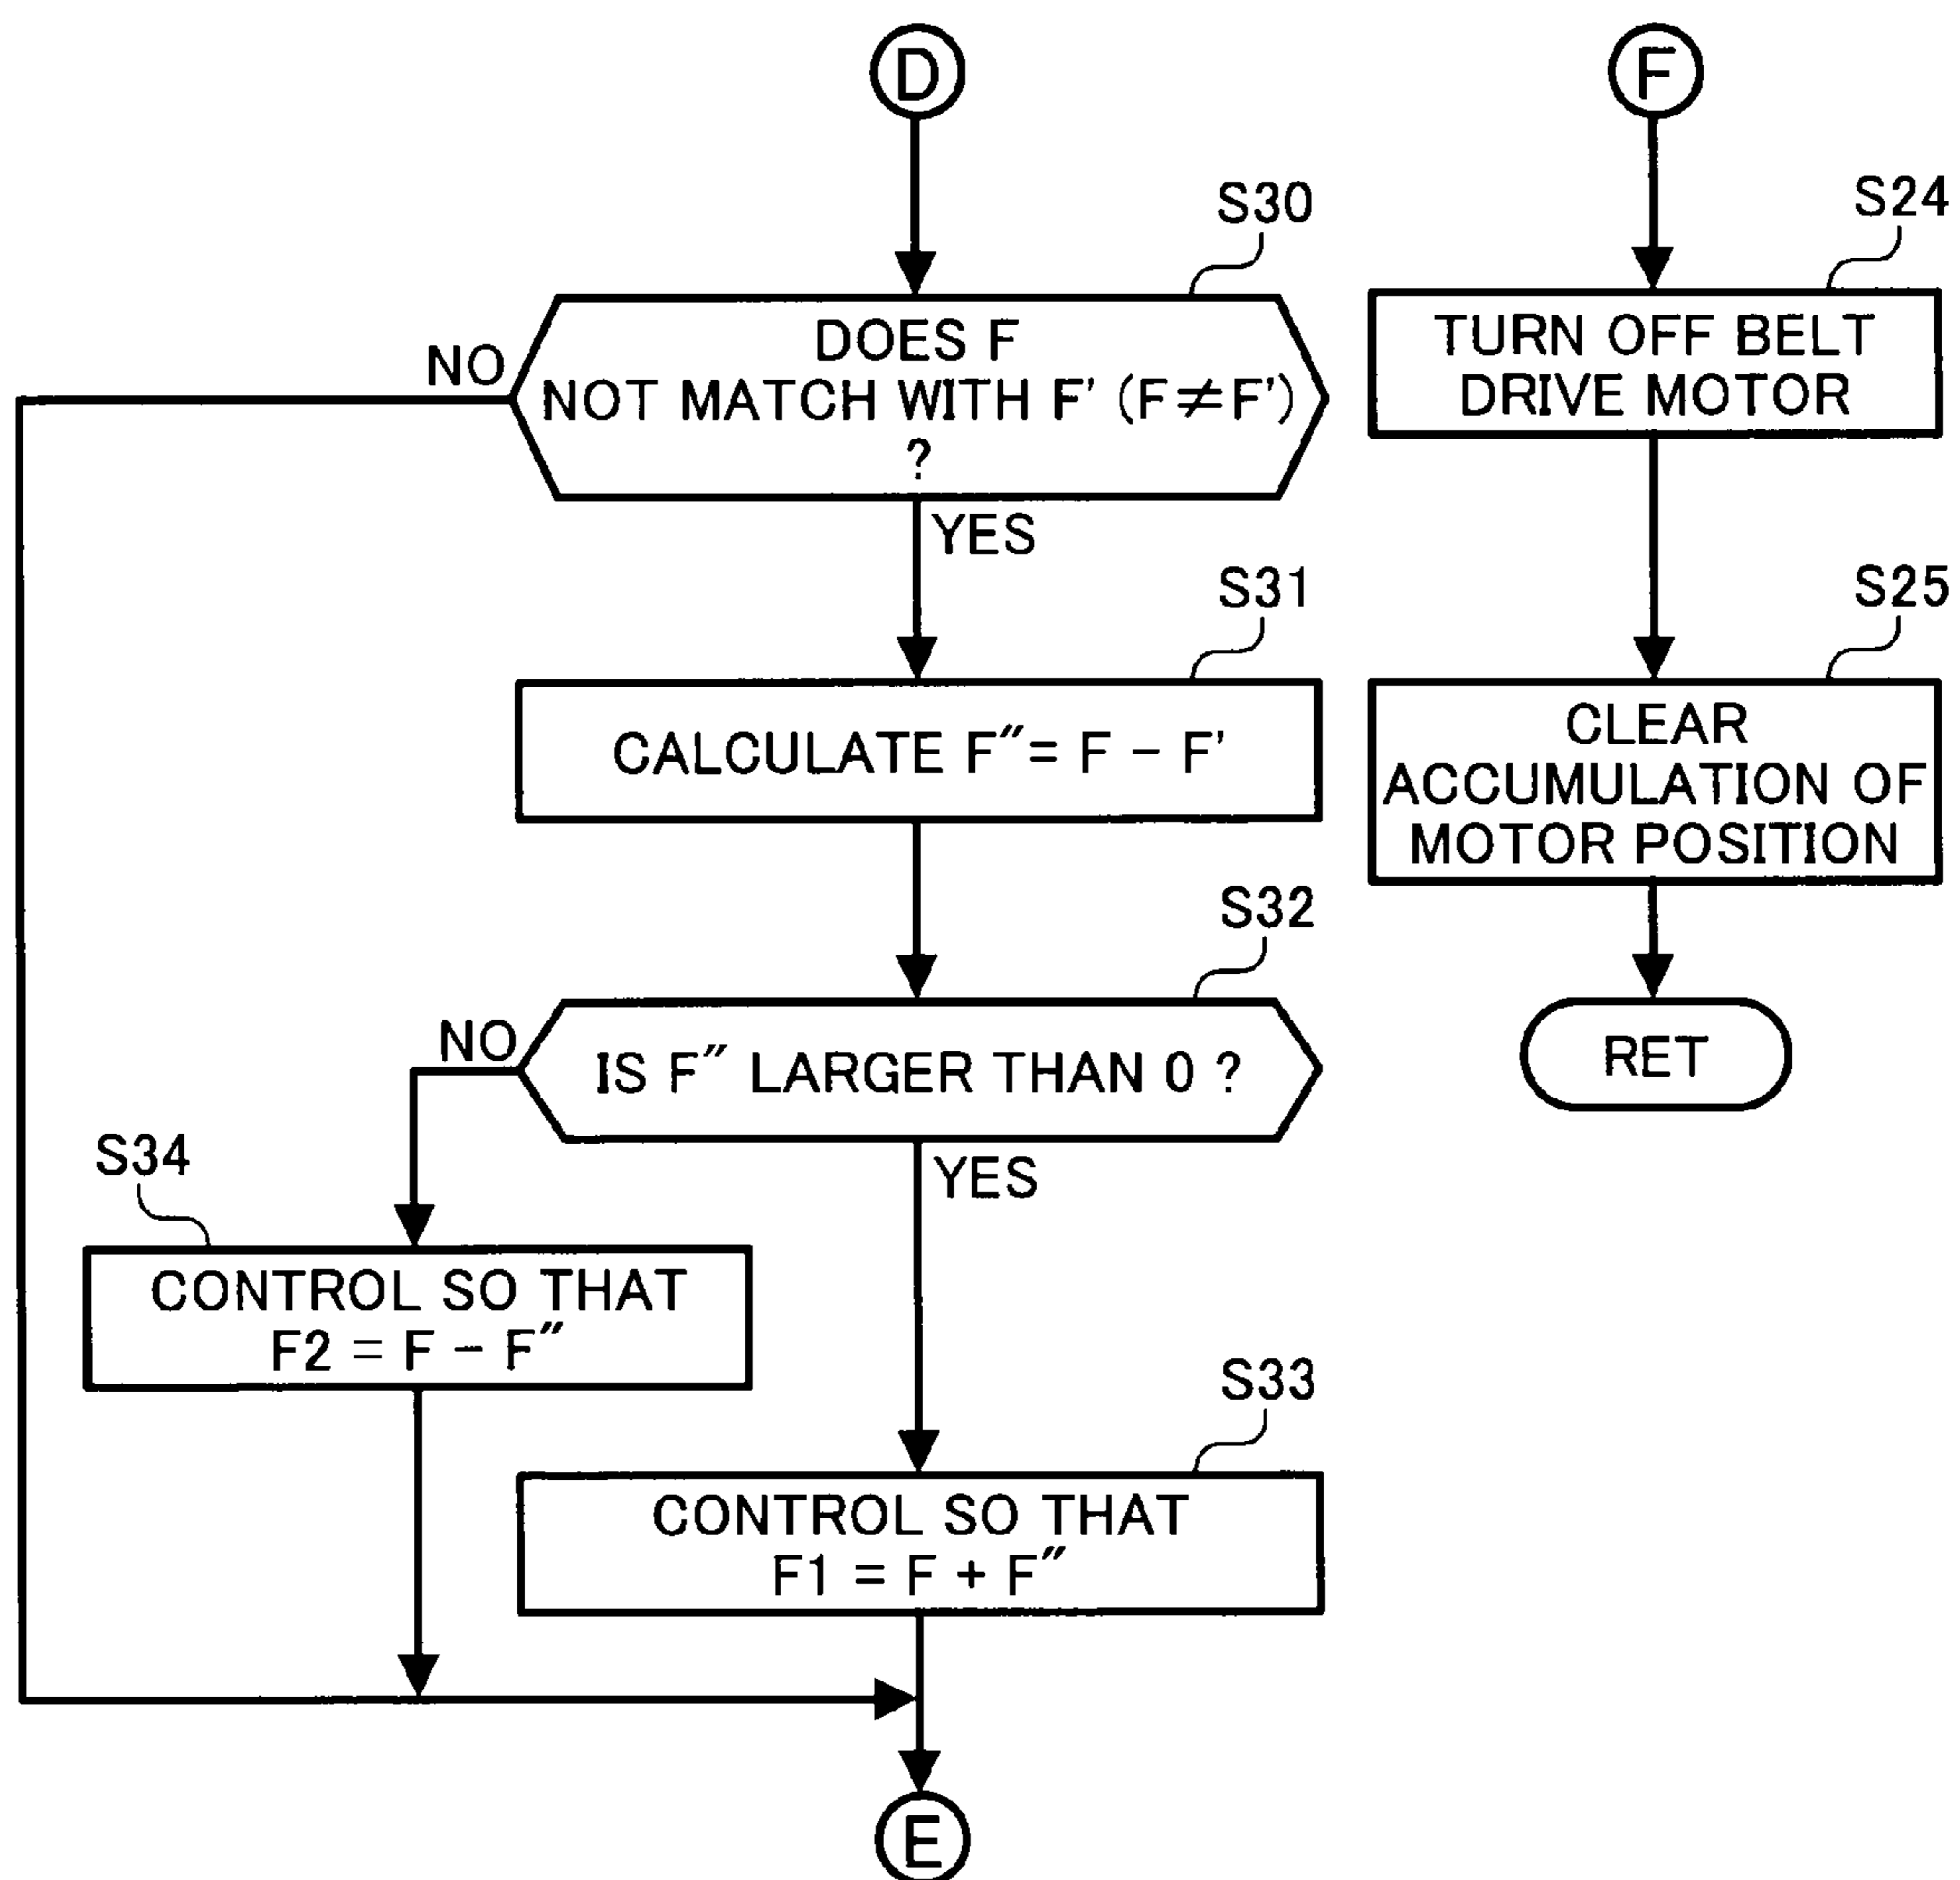 D
S30
DOES F
NOT MATCH WITH F' (F≠F')
?
NO
YES
S31
CALCULATE F″= F − F'
S32
IS F″ LARGER THAN 0 ?
NO
YES
S34
CONTROL SO THAT
F2 = F − F″
S33
CONTROL SO THAT
F1 = F + F″
E
F
S24
TURN OFF BELT
DRIVE MOTOR
S25
CLEAR
ACCUMULATION OF
MOTOR POSITION
RET